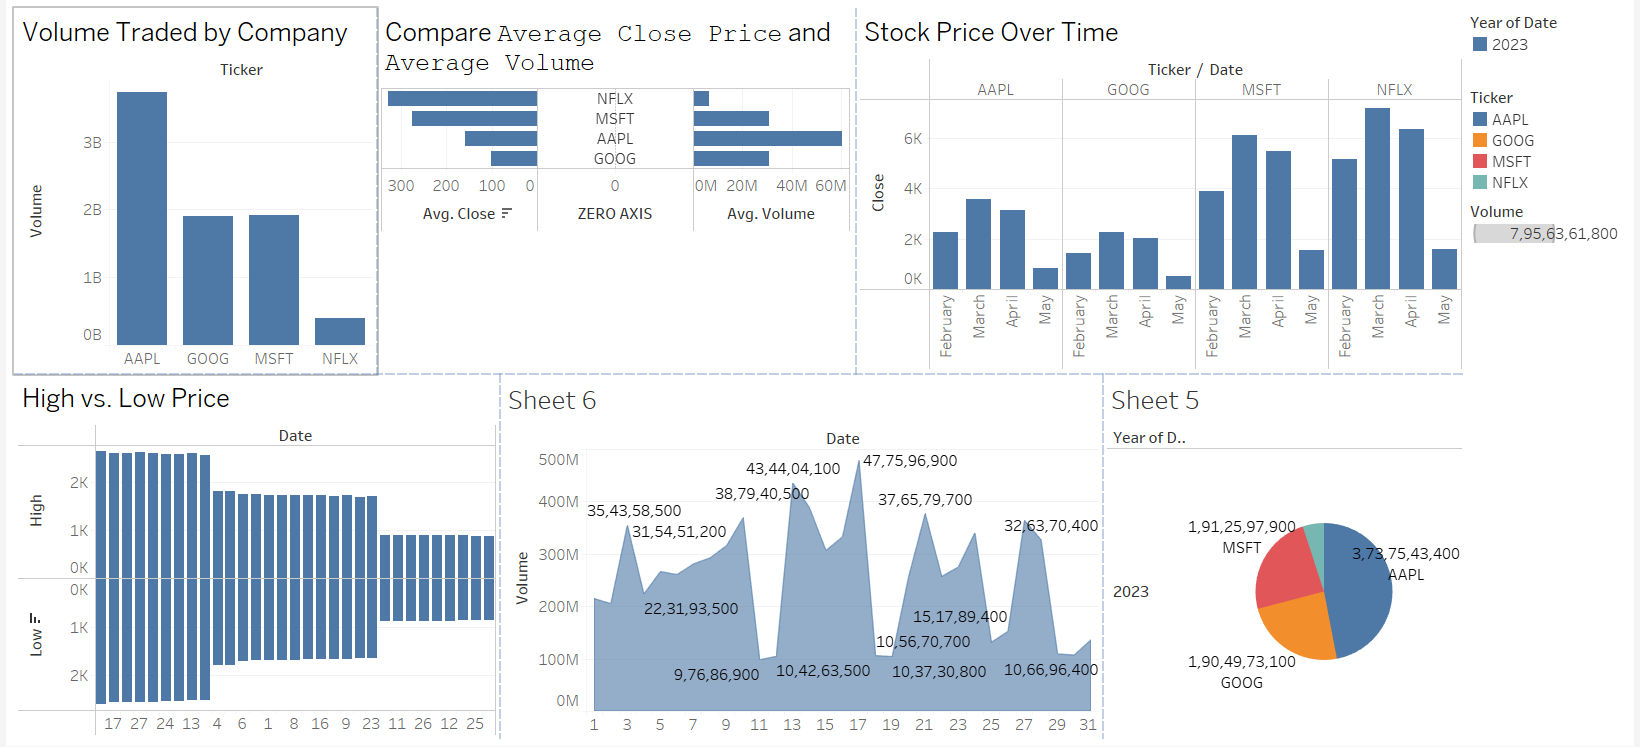 Volume Traded by Company
Ticker
Volume
3B
2B
1B
0B
AAPL GOOG MSFT NFLX
Compare Average Close Price and
Average Volume
NFLX
MSFT
AAPL
GOOG
300 200 100 0 0 0M 20M 40M 60M
Avg. Close ZERO AXIS Avg. Volume
Stock Price Over Time
Ticker / Date
AAPL GOOG MSFT NFLX
Close
6K
4K
2K
0K
February March April May February March April May February March April May February March April May
Year of Date
2023
Ticker
AAPL
GOOG
MSFT
NFLX
Volume
7,95,63,61,800
High vs. Low Price
Date
High
2K
1K
0K
Low
0K
1K
2K
17 27 24 13 4 6 1 8 16 9 23 11 26 12 25
Sheet 6
Date
Volume
500M
400M
300M
200M
100M
0M
47,75,96,900
43,44,04,100
38,79,40,500
37,65,79,700
35,43,58,500
31,54,51,200
32,63,70,400
22,31,93,500
15,17,89,400
10,56,70,700
9,76,86,900
10,42,63,500
10,37,30,800
10,66,96,400
1 3 5 7 9 11 13 15 17 19 21 23 25 27 29 31
Sheet 5
Year of D..
2023
1,91,25,97,900
MSFT
3,73,75,43,400
AAPL
1,90,49,73,100
GOOG